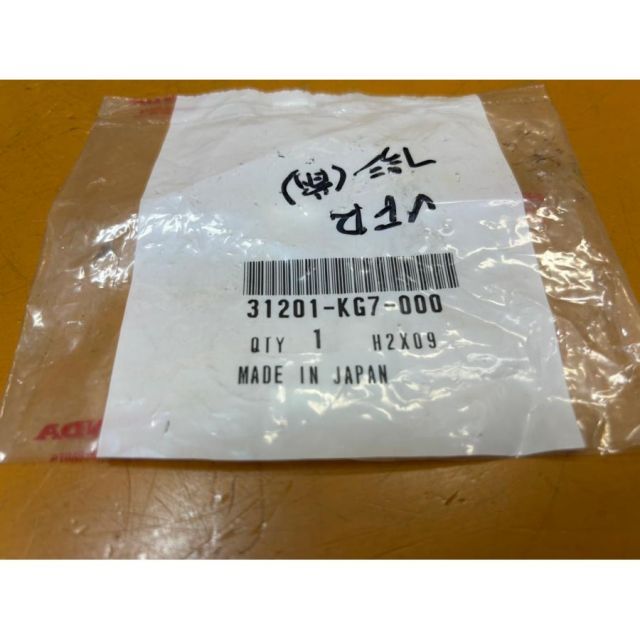 VFR
31201-KG7-000
QTY 1 H2X09
MADE IN JAPAN